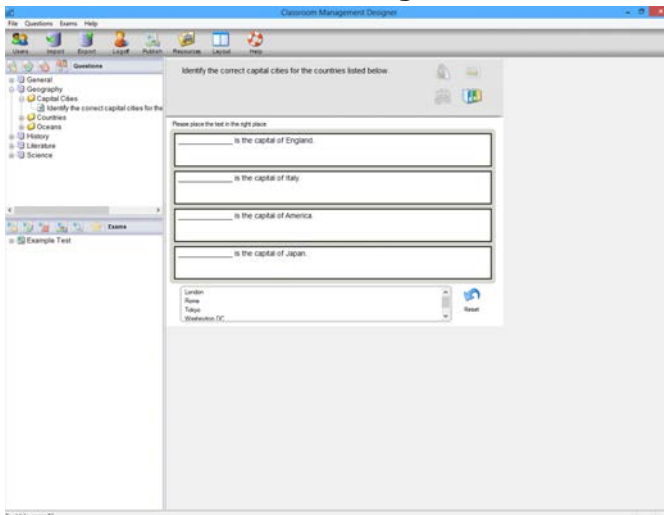 Classroom Management Designer
File Questions Exams Help
Users Import Export Logoff Publish Resources Layout Help
Questions
General
Geography
Capital Cities
Identify the correct capital cities for the
Countries
Oceans
History
Literature
Science
Exams
Example Test
Identify the correct capital cities for the countries listed below.
Please place the text in the right place
____________ is the capital of England.
____________ is the capital of Italy.
____________ is the capital of America.
____________ is the capital of Japan.
London
Rome
Tokyo
Washington DC
Reset